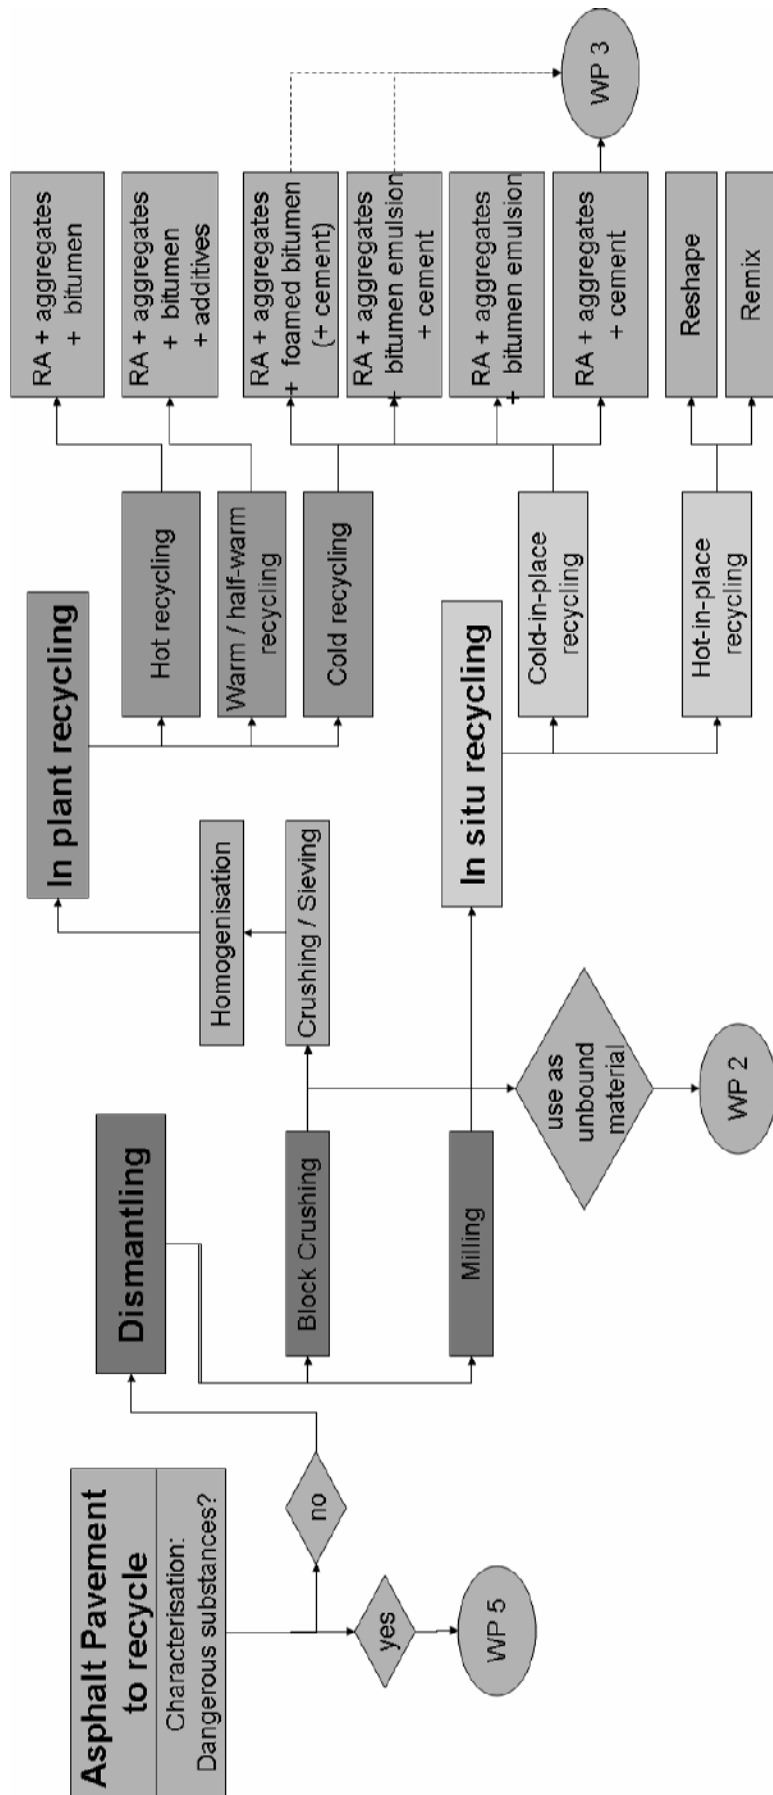 Asphalt Pavement
to recycle
Characterisation:
Dangerous substances?
no
yes
WP 5
Dismantling
Block Crushing
Milling
Homogenisation
Crushing / Sieving
use as
unbound
material
WP 2
In plant recycling
Hot recycling
Warm / half-warm
recycling
Cold recycling
In situ recycling
Cold-in-place
recycling
Hot-in-place
recycling
RA + aggregates
+ bitumen
RA + aggregates
+ bitumen
+ additives
RA + aggregates
+ foamed bitumen
(+ cement)
RA + aggregates
+ bitumen emulsion
+ cement
RA + aggregates
+ bitumen emulsion
RA + aggregates
+ cement
Reshape
Remix
WP 3